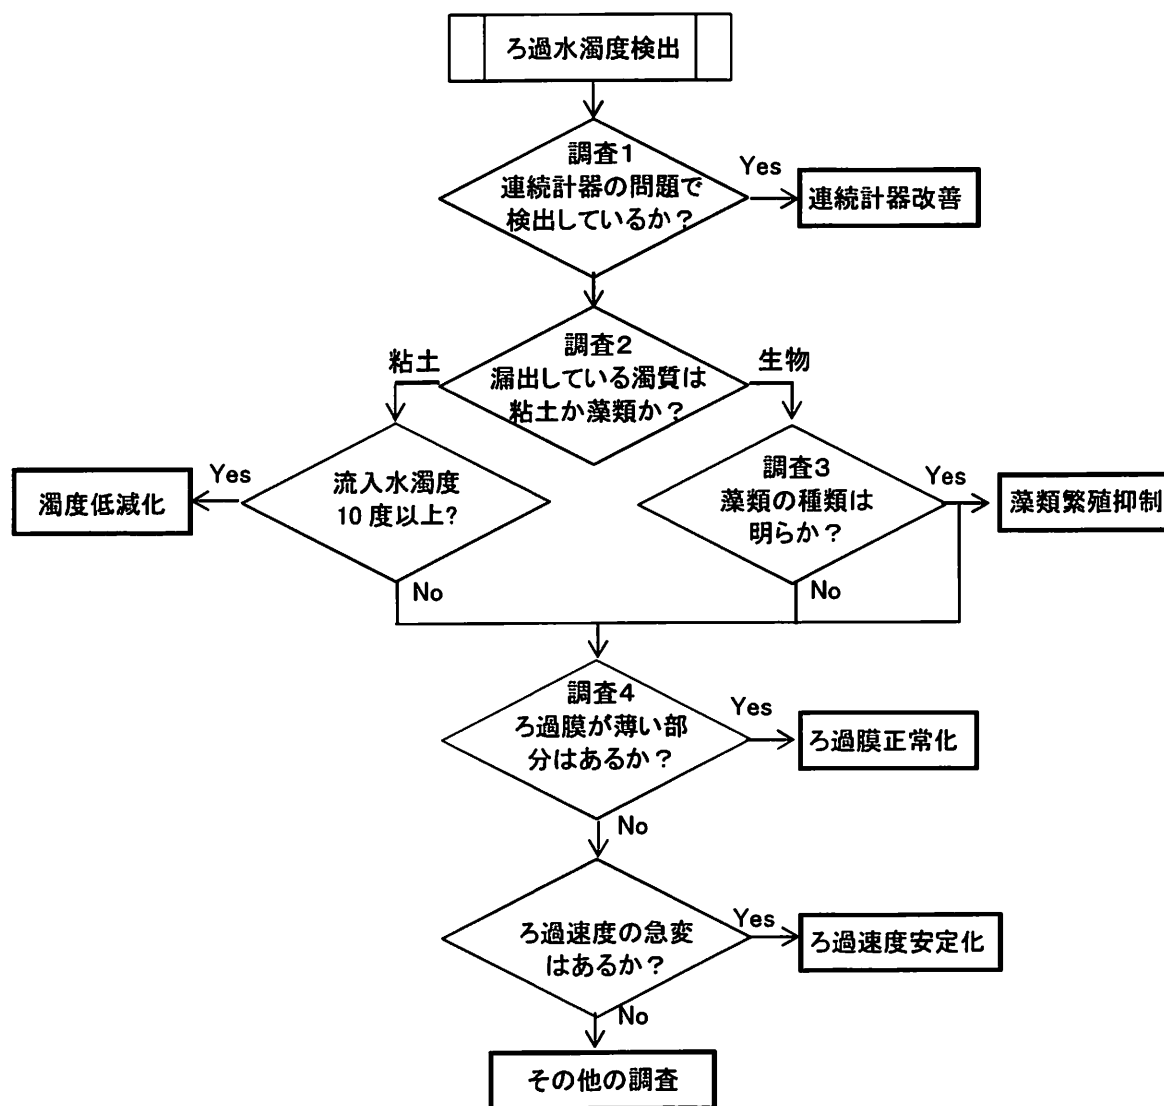 ろ過水濁度検出
調査1
連続計器の問題で
検出しているか?
Yes
連続計器改善
調査2
漏出している濁質は
粘土か藻類か?
粘土
生物
流入水濁度
10 度以上?
Yes
濁度低減化
No
調査3
藻類の種類は
明らか?
Yes
藻類繁殖抑制
No
調査4
ろ過膜が薄い部
分はあるか?
Yes
ろ過膜正常化
No
ろ過速度の急変
はあるか?
Yes
ろ過速度安定化
No
その他の調査